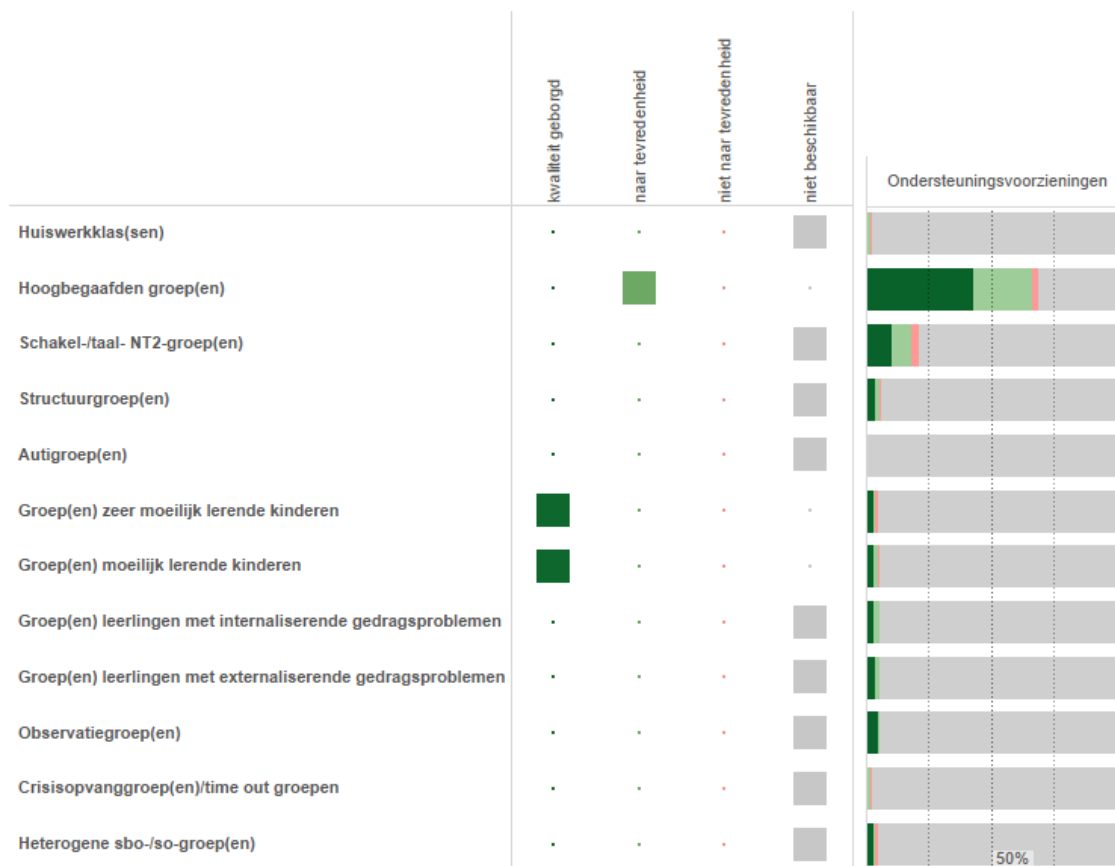 kwaliteit geborgd
naar tevredenheid
niet naar tevredenheid
niet beschikbaar
Ondersteuningsvoorzieningen
Huiswerkklas(sen)
Hoogbegaafden groep(en)
Schakel-/taal- NT2-groep(en)
Structuurgroep(en)
Autigroep(en)
Groep(en) zeer moeilijk lerende kinderen
Groep(en) moeilijk lerende kinderen
Groep(en) leerlingen met internaliserende gedragsproblemen
Groep(en) leerlingen met externaliserende gedragsproblemen
Observatiegroep(en)
Crisisopvanggroep(en)/time out groepen
Heterogene sbo-/so-groep(en)
50%